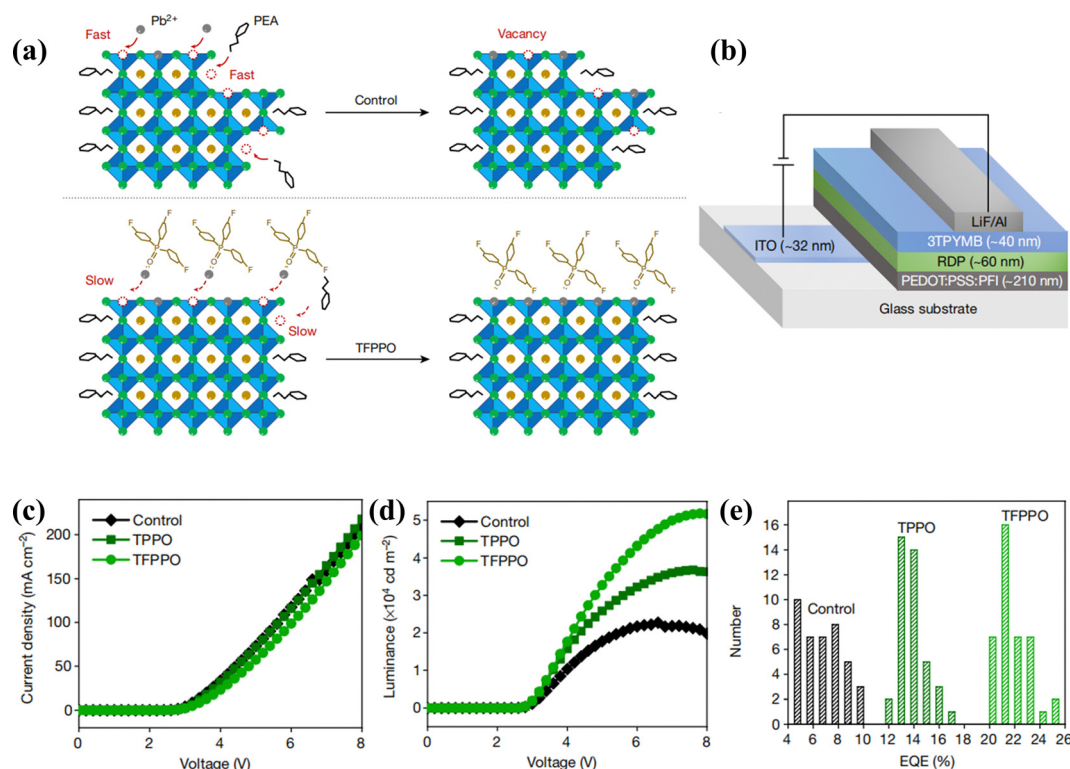 (a)
Fast
Pb²⁺
PEA
Fast
Control
Vacancy
F
F
F
F
F
F
F
F
F
P
P
P
O
O
O
Slow
Slow
TFPPO
F
F
F
F
F
F
F
F
F
P
P
P
O
O
O
(b)
ITO (~32 nm)
LiF/Al
3TPYMB (~40 nm)
RDP (~60 nm)
PEDOT:PSS:PFI (~210 nm)
Glass substrate
(c)
Current density (mA cm⁻²)
200
150
100
50
0
Control
TPPO
TFPPO
0 2 4 6 8
Voltage (V)
(d)
Luminance (×10⁴ cd m⁻²)
5
4
3
2
1
0
Control
TPPO
TFPPO
0 2 4 6 8
Voltage (V)
(e)
Number
16
14
12
10
8
6
4
2
0
Control
TPPO
TFPPO
4 6 8 10 12 14 16 18 20 22 24 26
EQE (%)